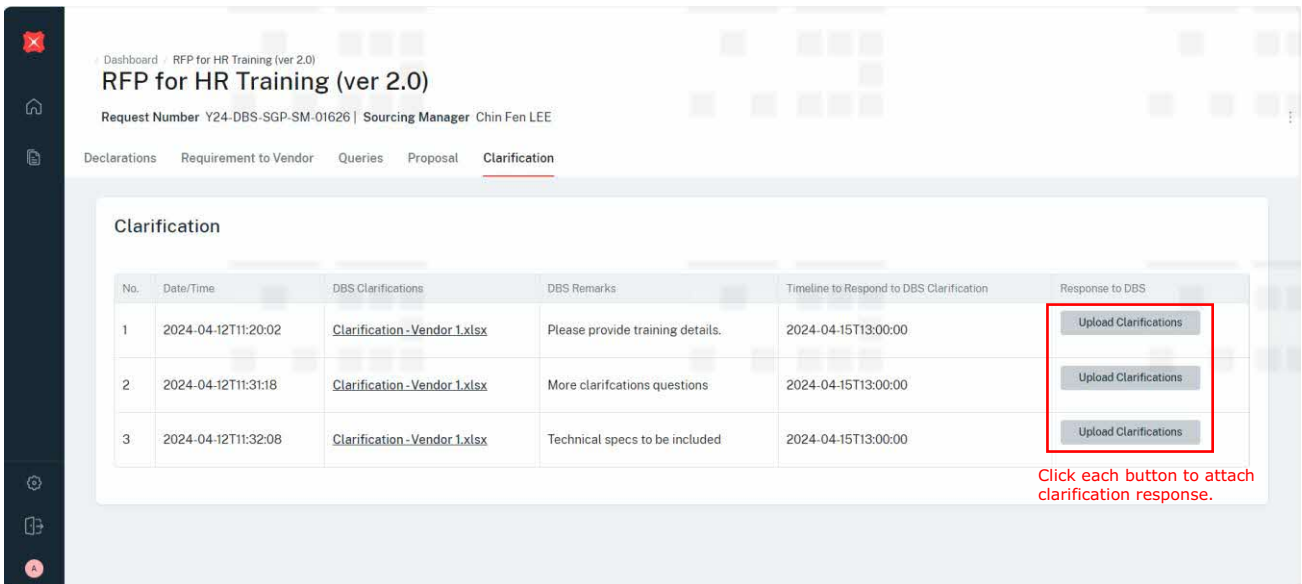 / Dashboard / RFP for HR Training (ver 2.0)
RFP for HR Training (ver 2.0)
Request Number Y24-DBS-SGP-SM-01626 | Sourcing Manager Chin Fen LEE
Declarations Requirement to Vendor Queries Proposal Clarification
Clarification
No. Date/Time DBS Clarifications DBS Remarks Timeline to Respond to DBS Clarification Response to DBS
1 2024-04-12T11:20:02 Clarification - Vendor 1.xlsx Please provide training details. 2024-04-15T13:00:00 Upload Clarifications
2 2024-04-12T11:31:18 Clarification - Vendor 1.xlsx More clarifcations questions 2024-04-15T13:00:00 Upload Clarifications
3 2024-04-12T11:32:08 Clarification - Vendor 1.xlsx Technical specs to be included 2024-04-15T13:00:00 Upload Clarifications
Click each button to attach
clarification response.
A